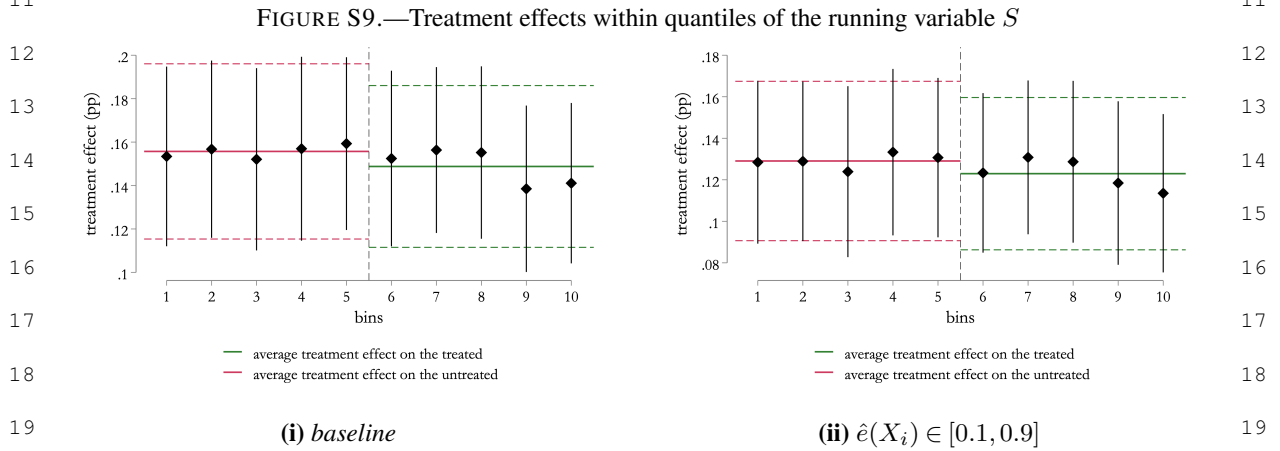 11 FIGURE S9.—Treatment effects within quantiles of the running variable S 11
12 12
13 13
14 14
15 15
16 16
17 17
18 18
19 19
treatment effect (pp)
.2
.18
.16
.14
.12
.1
1 2 3 4 5 6 7 8 9 10
bins
average treatment effect on the treated
average treatment effect on the untreated
(i) baseline
treatment effect (pp)
.18
.16
.14
.12
.1
.08
1 2 3 4 5 6 7 8 9 10
bins
average treatment effect on the treated
average treatment effect on the untreated
(ii) ê(Xᵢ) ∈ [0.1, 0.9]